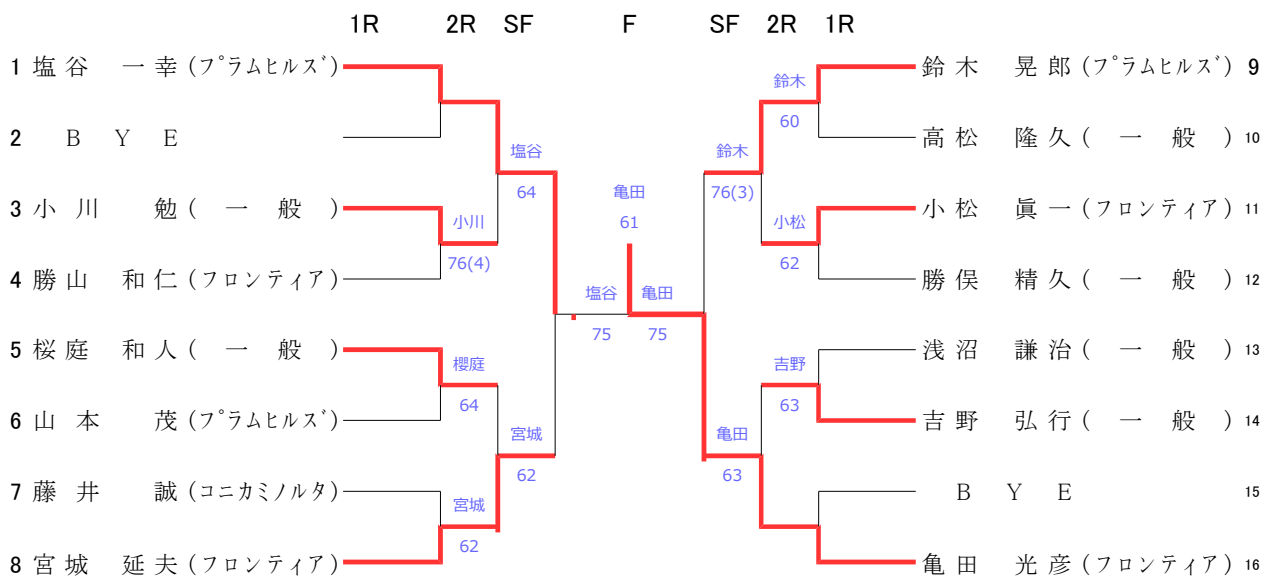 1R 2R SF F SF 2R 1R
1 塩谷 一幸(プラムヒルズ) 鈴木 鈴木 晃郎(プラムヒルズ) 9
60
2 B Y E 塩谷 鈴木 高松 隆久(一般) 10
64 亀田 76(3)
3 小川 勉(一般) 小川 61 小松 小松 眞一(フロンティア) 11
76(4) 62
4 勝山 和仁(フロンティア) 塩谷 亀田 勝俣 精久(一般) 12
75 75
5 桜庭 和人(一般) 櫻庭 吉野 浅沼 謙治(一般) 13
64 63
6 山本 茂(プラムヒルズ) 宮城 亀田 吉野 弘行(一般) 14
62 63
7 藤井 誠(コニカミノルタ) 宮城 B Y E 15
62
8 宮城 延夫(フロンティア) 亀田 光彦(フロンティア) 16